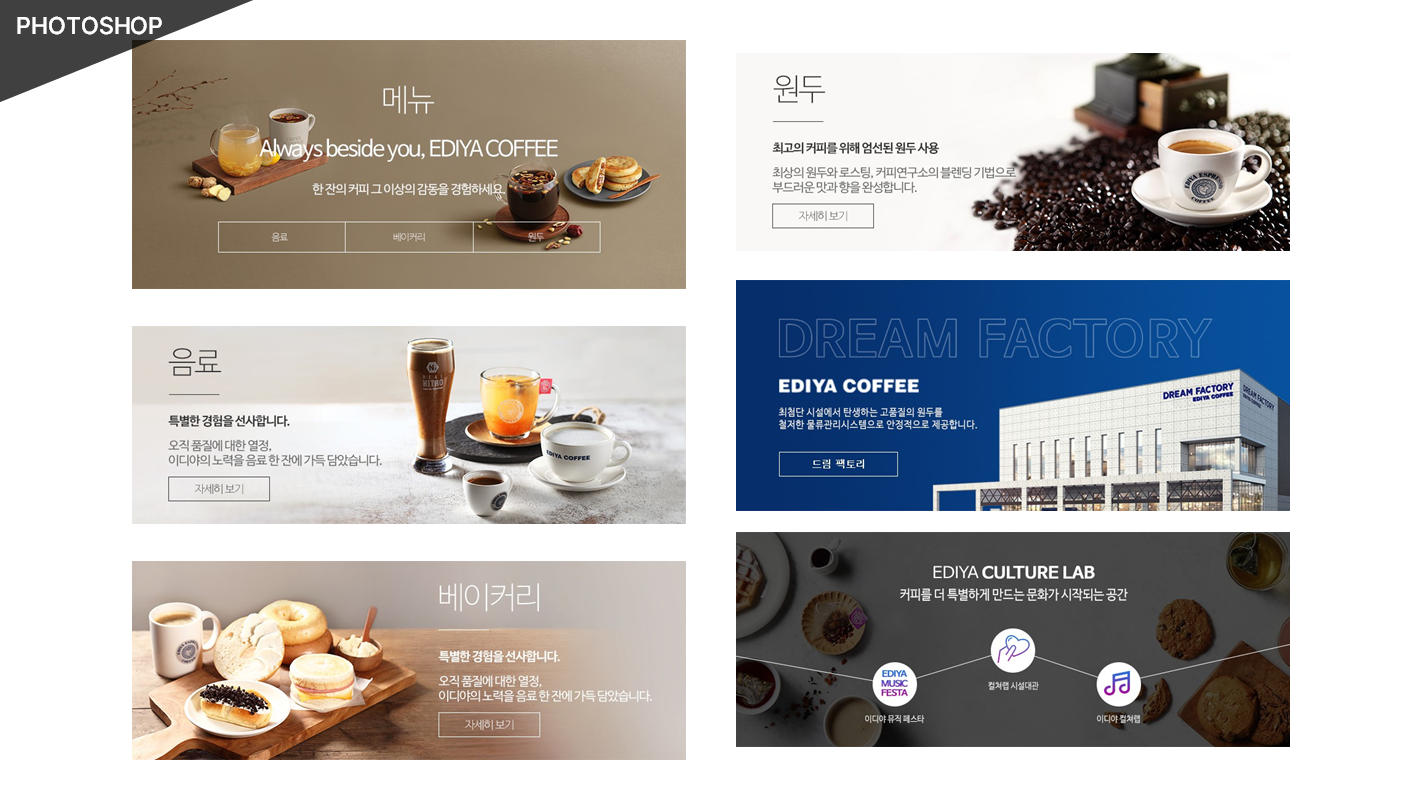 PHOTOSHOP
메뉴
Always beside you, EDIYA COFFEE
한 잔의 커피 그 이상의 감동을 경험하세요.
음료
베이커리
원두
음료
특별한 경험을 선사합니다.
오직 품질에 대한 열정,
이디야의 노력을 음료 한 잔에 가득 담았습니다.
자세히 보기
NITRO
EDIYA COFFEE
베이커리
특별한 경험을 선사합니다.
오직 품질에 대한 열정,
이디야의 노력을 음료 한 잔에 가득 담았습니다.
자세히 보기
원두
최고의 커피를 위해 엄선된 원두 사용
최상의 원두와 로스팅, 커피연구소의 블렌딩 기법으로
부드러운 맛과 향을 완성합니다.
자세히 보기
EDIYA ESPRESSO
COFFEE
DREAM FACTORY
EDIYA COFFEE
최첨단 시설에서 탄생하는 고품질의 원두를
철저한 물류관리시스템으로 안정적으로 제공합니다.
드림 팩토리
DREAM FACTORY
EDIYA COFFEE
DREAM FACTORY
EDIYA CULTURE LAB
커피를 더 특별하게 만드는 문화가 시작되는 공간
EDIYA
MUSIC
FESTA
이디야 뮤직 페스타
컬쳐랩 시설대관
이디야 컬쳐랩